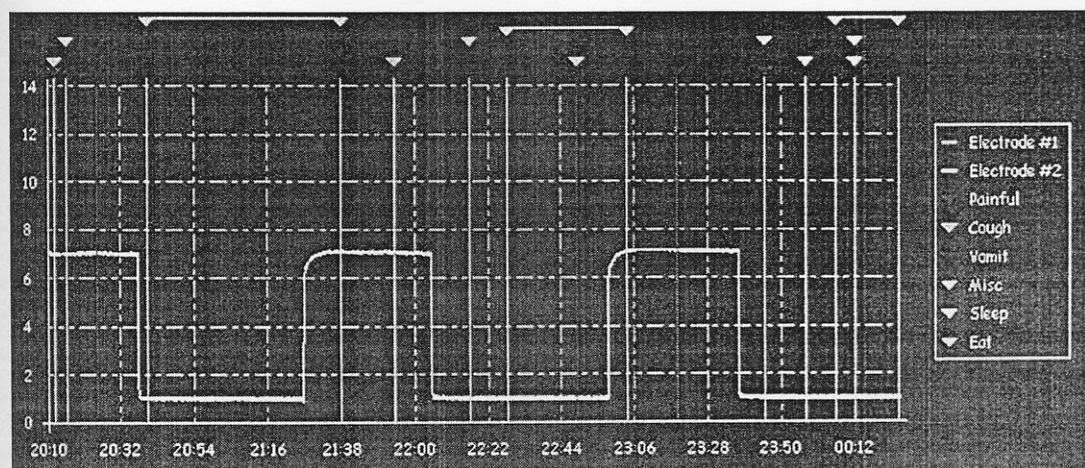 14
12
10
8
6
4
2
0
20:10 20:32 20:54 21:16 21:38 22:00 22:22 22:44 23:06 23:28 23:50 00:12
Electrode #1
Electrode #2
Painful
Cough
Vomit
Misc
Sleep
Eat